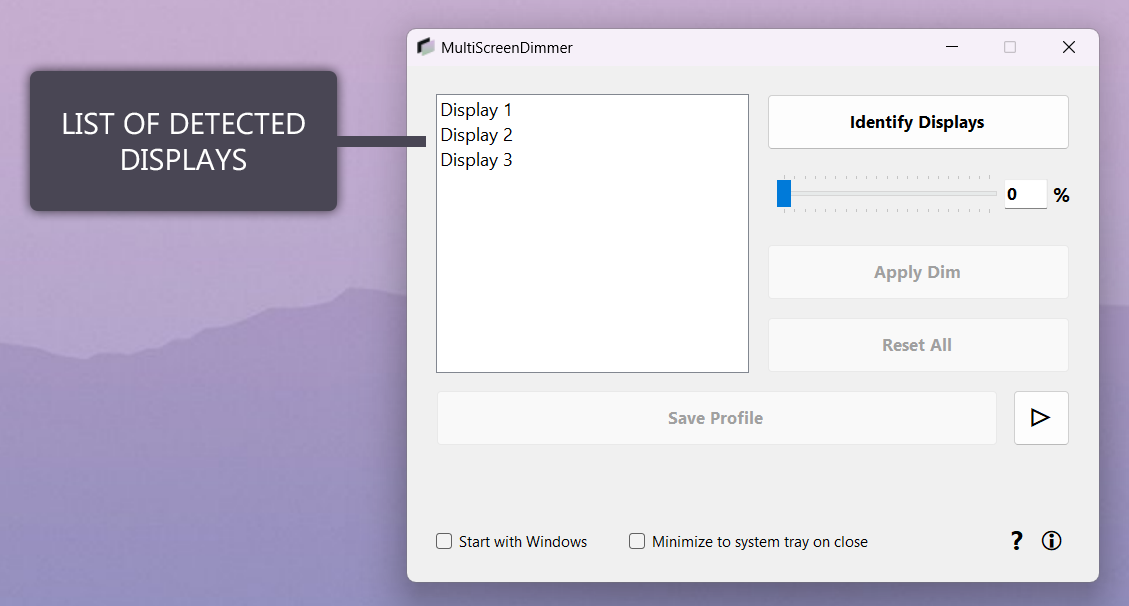 MultiScreenDimmer
LIST OF DETECTED
DISPLAYS
Display 1
Display 2
Display 3
Identify Displays
0 %
Apply Dim
Reset All
Save Profile
Start with Windows
Minimize to system tray on close
?